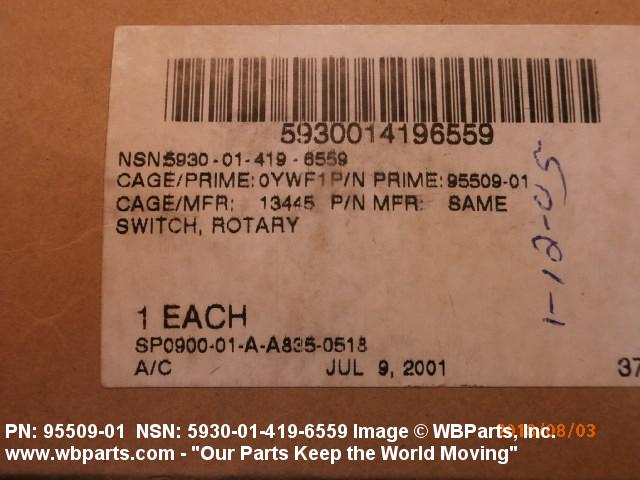 5930014196559
NSN:5930-01-419-6559
CAGE/PRIME:0YWF1P/N PRIME:95509-01
CAGE/MFR: 13445 P/N MFR: SAME
SWITCH, ROTARY
1-12-05
1 EACH
SP0900-01-A-A835-0518
A/C JUL 9, 2001 37
PN: 95509-01 NSN: 5930-01-419-6559 Image © WBParts, Inc.
www.wbparts.com - "Our Parts Keep the World Moving"